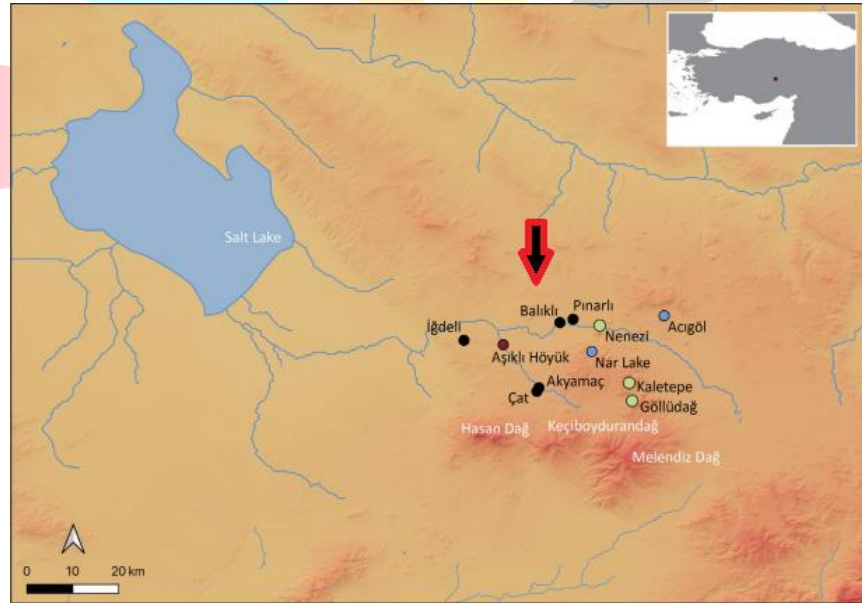 Salt Lake
Balıklı
Pınarlı
Acıgöl
İğdeli
Nenezi
Aşıklı Höyük
Nar Lake
Akyamaç
Kaletepe
Çat
Göllüdağ
Hasan Dağ
Keçiboydurandağ
Melendiz Dağ
0 10 20 km